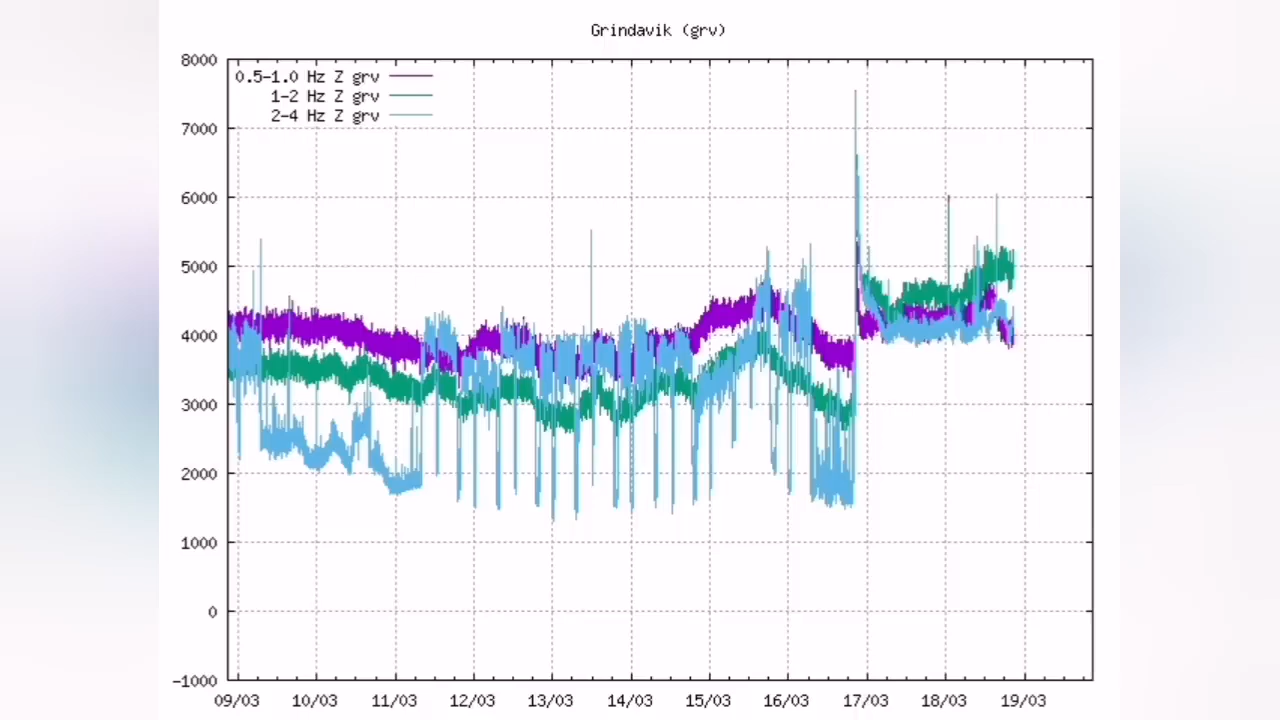 Grindavik (grv)
8000
0.5-1.0 Hz Z grv
1-2 Hz Z grv
2-4 Hz Z grv
7000
6000
5000
4000
3000
2000
1000
0
-1000
09/03 10/03 11/03 12/03 13/03 14/03 15/03 16/03 17/03 18/03 19/03